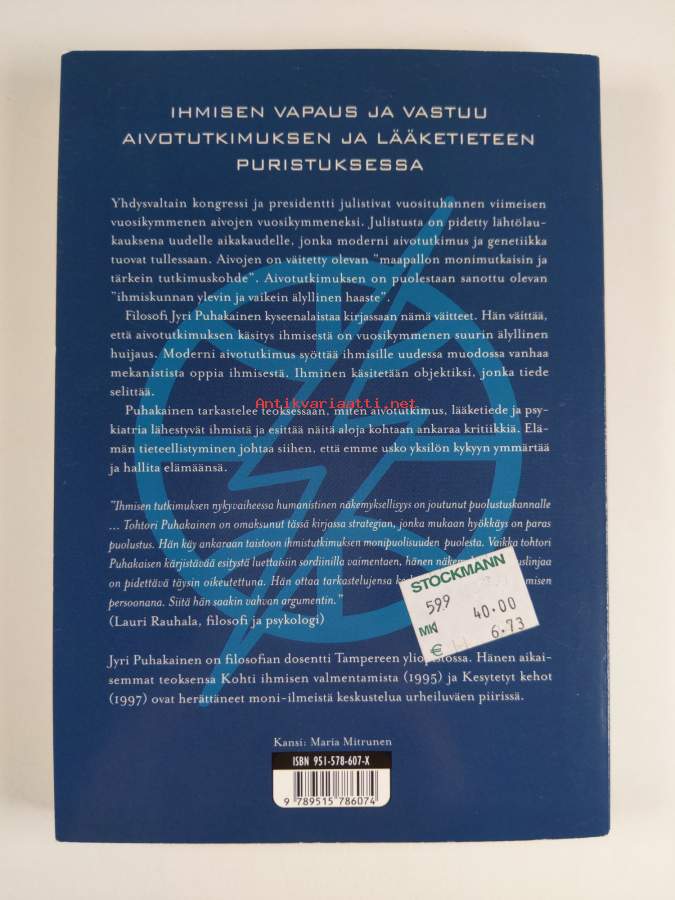 IHMISEN VAPAUS JA VASTUU
AIVOTUTKIMUKSEN JA LÄÄKETIETEEN
PURISTUKSESSA
Yhdysvaltain kongressi ja presidentti julistivat vuosituhannen viimeisen
vuosikymmenen aivojen vuosikymmeneksi. Julistusta on pidetty lähtölau-
kauksena uudelle aikakaudelle, jonka moderni aivotutkimus ja genetiikka
tuovat tullessaan. Aivojen on väitetty olevan "maapallon monimutkaisin ja
tärkein tutkimuskohde". Aivotutkimuksen on puolestaan sanottu olevan
"ihmiskunnan ylevin ja vaikein älyllinen haaste".
Filosofi Jyri Puhakainen kyseenalaistaa kirjassaan nämä väitteet. Hän väittää,
että aivotutkimuksen käsitys ihmisestä on vuosikymmenen suurin älyllinen
huijaus. Moderni aivotutkimus syöttää ihmisille uudessa muodossa vanhaa
mekanistista oppia ihmisestä. Ihminen käsitetään objektiksi, jonka tiede
selittää.
Antikvariaatti.net
Puhakainen tarkastelee teoksessaan, miten aivotutkimus, lääketiede ja psy-
kiatria lähestyvät ihmistä ja esittää näitä aloja kohtaan ankaraa kritiikkiä. Elä-
män tieteellistyminen johtaa siihen, että emme usko yksilön kykyyn ymmärtää
ja hallita elämäänsä.
"Ihmisen tutkimuksen nykyvaiheessa humanistinen näkemyksellisyys on joutunut puolustuskannalle
... Tohtori Puhakainen on omaksunut tässä kirjassa strategian, jonka mukaan hyökkäys on paras
puolustus. Hän käy ankaraan taistoon ihmistutkimuksen monipuolisuuden puolesta. Vaikka tohtori
Puhakaisen kärjistävää esitystä luettaisiin sordiinilla vaimentaen, hänen
on pidettävä täysin oikeutettuna. Hän ottaa tarkastelujensa
persoonana. Siitä hän saakin vahvan argumentin."
(Lauri Rauhala, filosofi ja psykologi)
STOCKMANN
599
MK 40.00
€ 6.73
Jyri Puhakainen on filosofian dosentti Tampereen yliopistossa. Hänen aikai-
semmat teoksensa Kohti ihmisen valmentamista (1995) ja Kesytetyt kehot
(1997) ovat herättäneet moni-ilmeistä keskustelua urheiluväen piirissä.
Kansi: Maria Mitrunen
ISBN 951-578-607-X
9 789515 786074